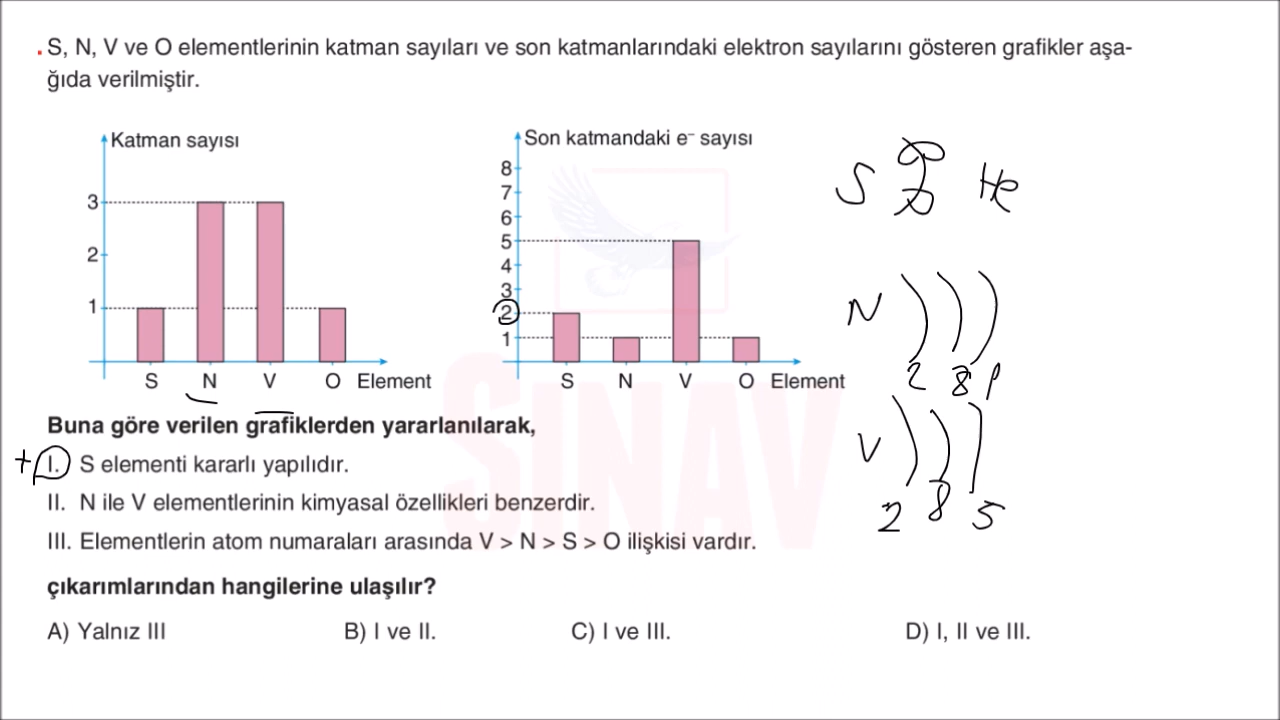 . S, N, V ve O elementlerinin katman sayıları ve son katmanlarındaki elektron sayılarını gösteren grafikler aşa-
ğıda verilmiştir.
Katman sayısı
3
2
1
S N V O Element
Son katmandaki e⁻ sayısı
8
7
6
5
4
3
2
1
S N V O Element
S He
N
2 8 1
V
2 8 5
SINAV
Buna göre verilen grafiklerden yararlanılarak,
+ I. S elementi kararlı yapılıdır.
II. N ile V elementlerinin kimyasal özellikleri benzerdir.
III. Elementlerin atom numaraları arasında V > N > S > O ilişkisi vardır.
çıkarımlarından hangilerine ulaşılır?
A) Yalnız III B) I ve II. C) I ve III. D) I, II ve III.